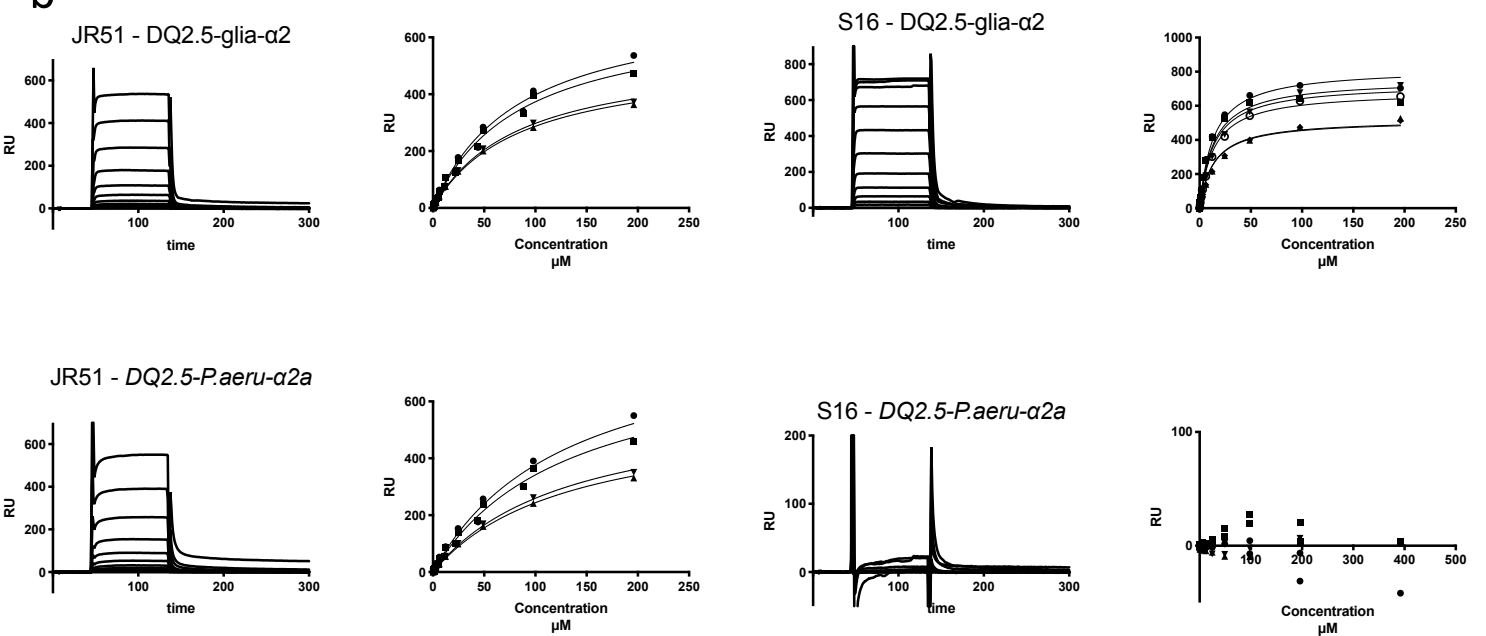 b
JR51 - DQ2.5-glia-α2
600
400
200
0
RU
100
200
300
time
600
400
200
0
RU
0
50
100
150
200
250
Concentration
µM
S16 - DQ2.5-glia-α2
800
600
400
200
0
RU
100
200
300
time
1000
800
600
400
200
0
RU
0
50
100
150
200
250
Concentration
µM
JR51 - DQ2.5-P.aeru-α2a
600
400
200
0
RU
100
200
300
time
600
400
200
0
RU
0
50
100
150
200
250
Concentration
µM
S16 - DQ2.5-P.aeru-α2a
200
100
0
RU
100
200
300
time
100
0
RU
100
200
300
400
500
Concentration
µM